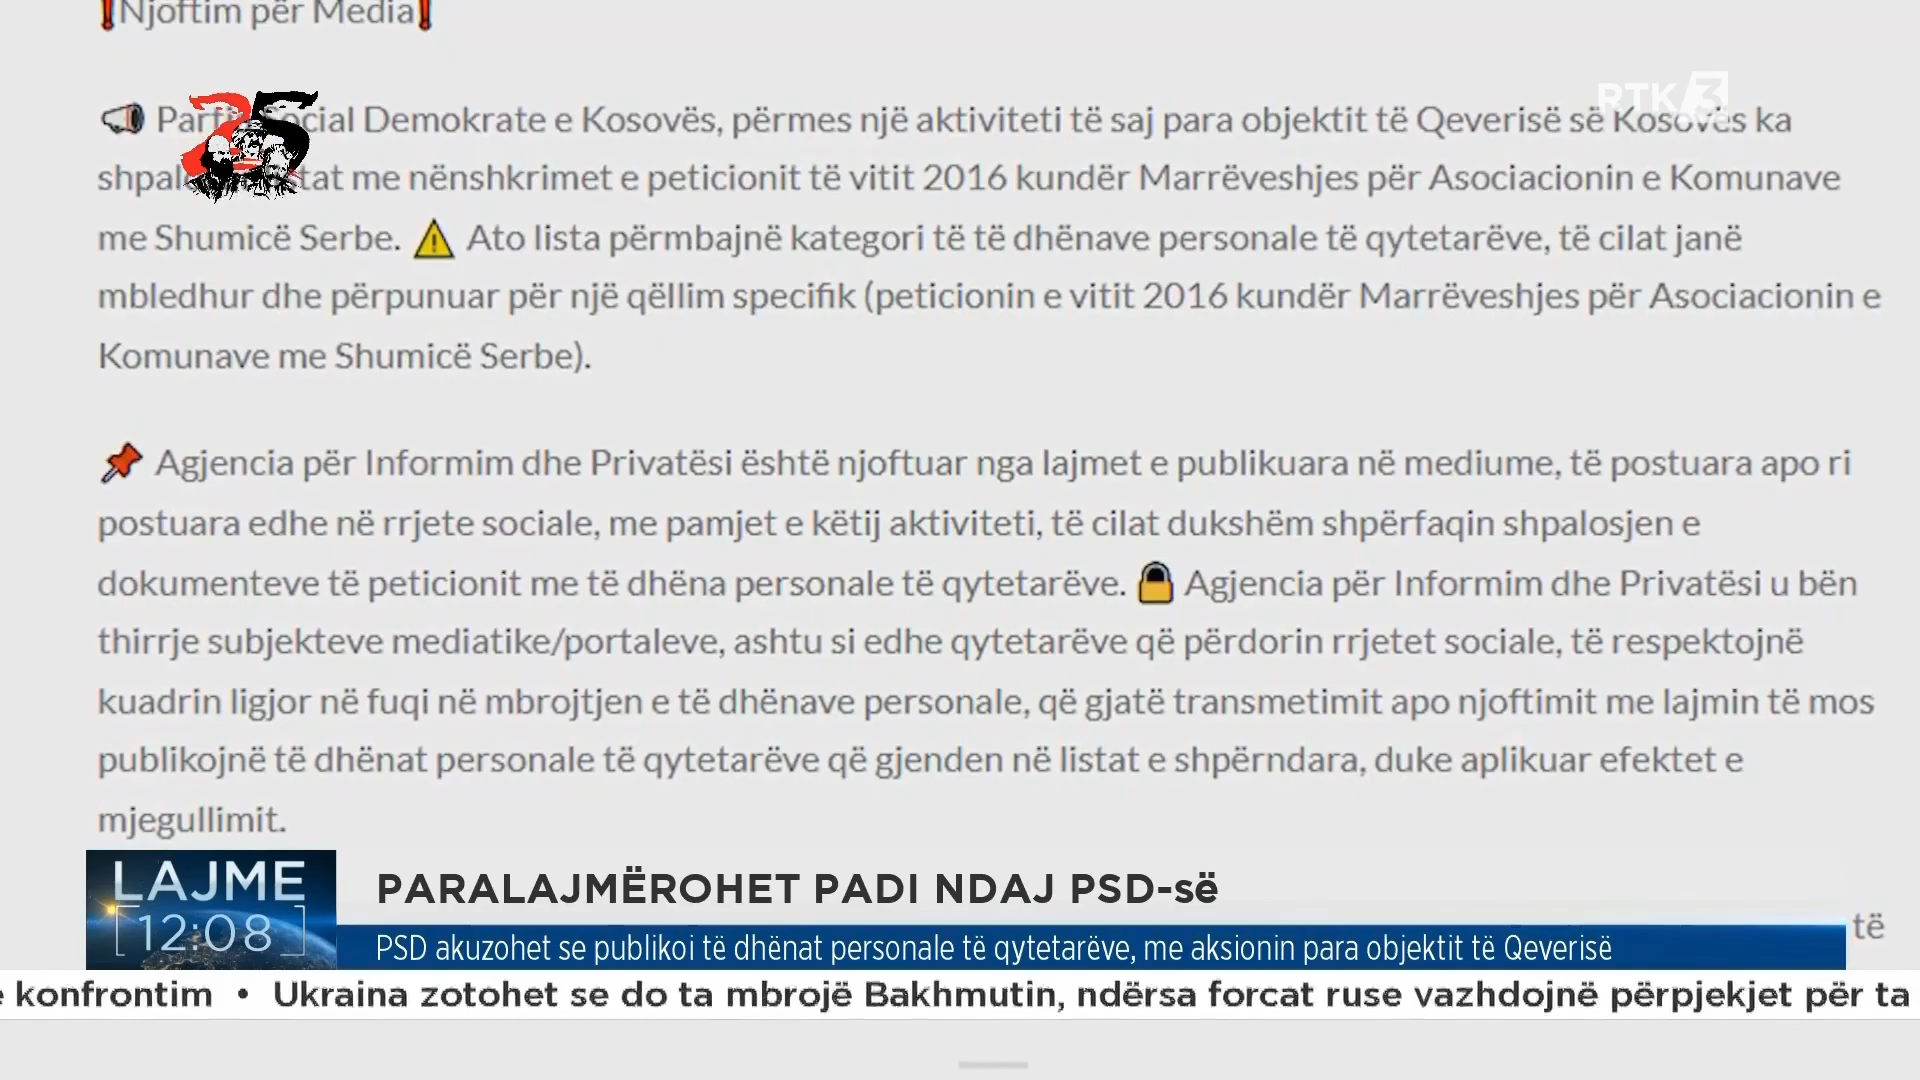 ❗Njoftim për Media❗
RTK 3
25
Social Demokrate e Kosovës, përmes një aktiviteti të saj para objektit të Qeverisë së Kosovës ka
me nënshkrimet e peticionit të vitit 2016 kundër Marrëveshjes për Asociacionin e Komunave
me Shumicë Serbe. ⚠️ Ato lista përmbajnë kategori të të dhënave personale të qytetarëve, të cilat janë
mbledhur dhe përpunuar për një qëllim specifik (peticionin e vitit 2016 kundër Marrëveshjes për Asociacionin e
Komunave me Shumicë Serbe).
📌 Agjencia për Informim dhe Privatësi është njoftuar nga lajmet e publikuara në mediume, të postuara apo ri
postuara edhe në rrjete sociale, me pamjet e këtij aktiviteti, të cilat dukshëm shpërfaqin shpalosjen e
dokumenteve të peticionit me të dhëna personale të qytetarëve. 🔒 Agjencia për Informim dhe Privatësi u bën
thirrje subjekteve mediatike/portaleve, ashtu si edhe qytetarëve që përdorin rrjetet sociale, të respektojnë
kuadrin ligjor në fuqi në mbrojtjen e të dhënave personale, që gjatë transmetimit apo njoftimit me lajmin të mos
publikojnë të dhënat personale të qytetarëve që gjenden në listat e shpërndara, duke aplikuar efektet e
mjegullimit.
LAJME
12:08
PARALAJMËROHET PADI NDAJ PSD-së
të
PSD akuzohet se publikoi të dhënat personale të qytetarëve, me aksionin para objektit të Qeverisë
konfrontim • Ukraina zotohet se do ta mbrojë Bakhmutin, ndërsa forcat ruse vazhdojnë përpjekjet për ta